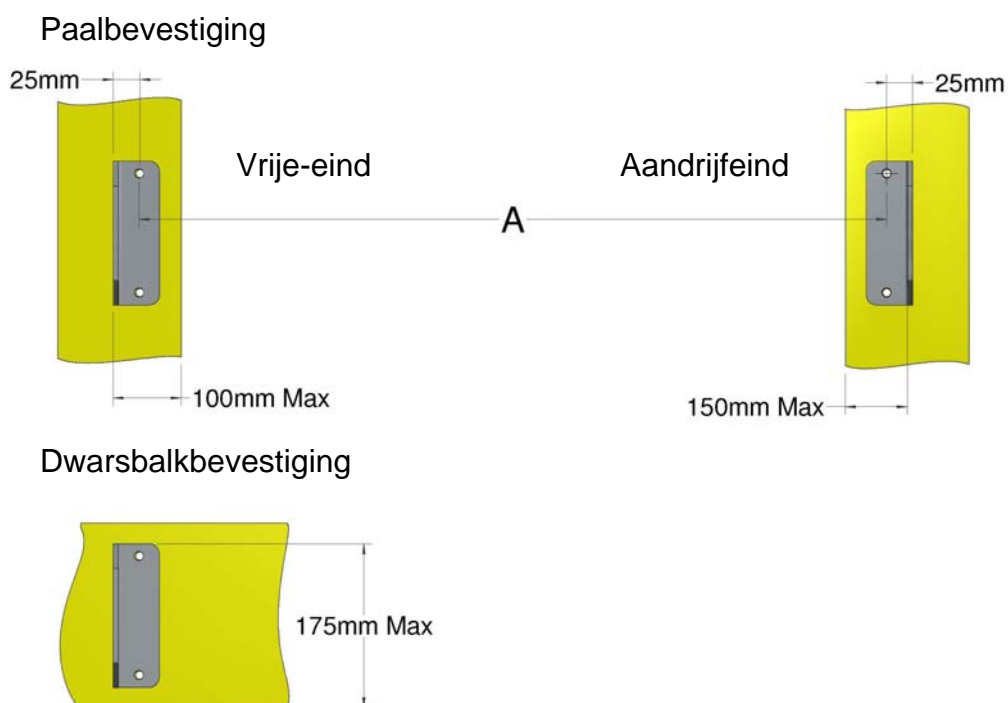 Paalbevestiging
25mm
25mm
Vrije-eind
Aandrijfeind
A
100mm Max
150mm Max
Dwarsbalkbevestiging
175mm Max